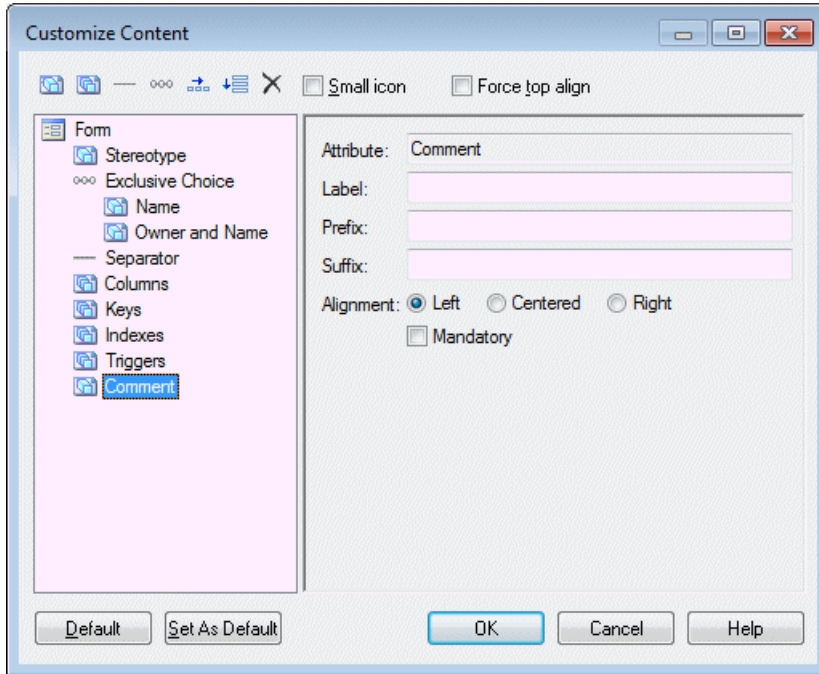 Customize Content
Small icon
Force top align
Form
Stereotype
Exclusive Choice
Name
Owner and Name
Separator
Columns
Keys
Indexes
Triggers
Comment
Attribute: Comment
Label:
Prefix:
Suffix:
Alignment: Left Centered Right
Mandatory
Default Set As Default OK Cancel Help